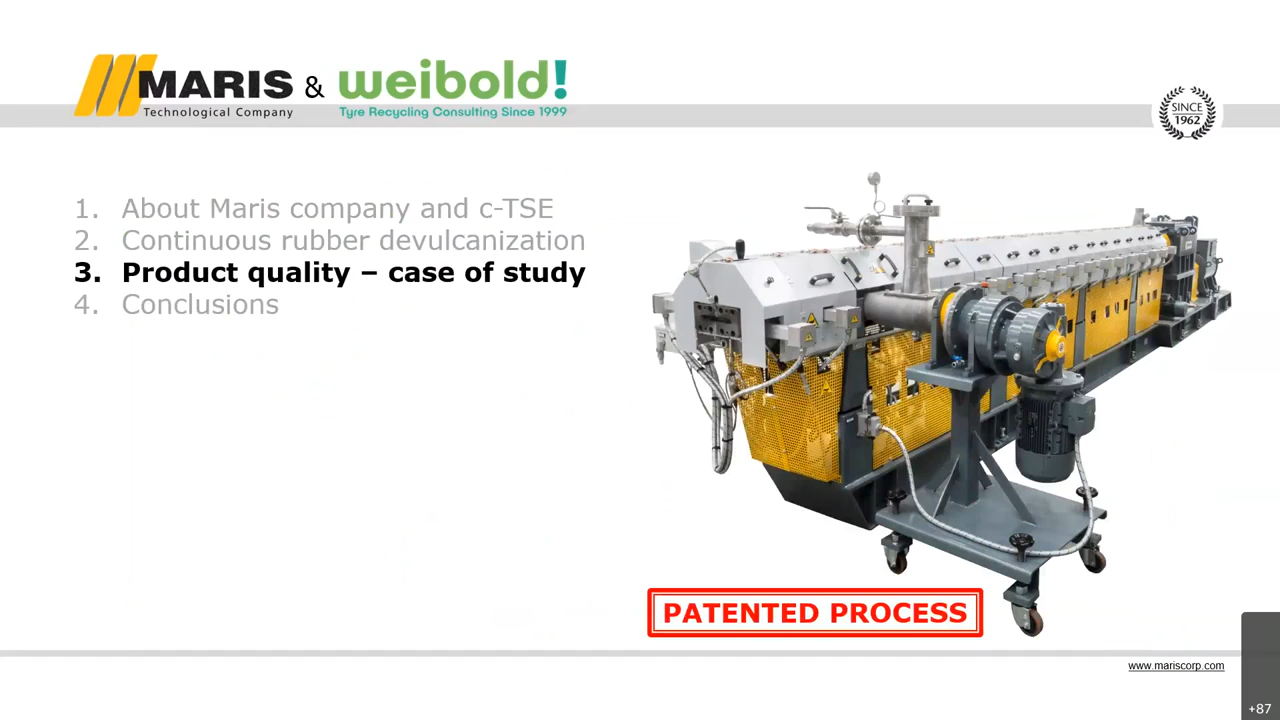 MARIS & weibold!
Technological Company
Tyre Recycling Consulting Since 1999
SINCE
1962
1. About Maris company and c-TSE
2. Continuous rubber devulcanization
3. Product quality – case of study
4. Conclusions
PATENTED PROCESS
www.mariscorp.com
+87